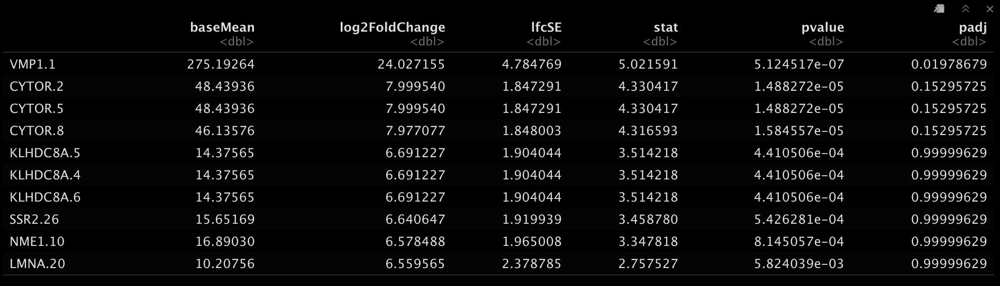 baseMean log2FoldChange lfcSE stat pvalue padj
<dbl> <dbl> <dbl> <dbl> <dbl> <dbl>
VMP1.1 275.19264 24.027155 4.784769 5.021591 5.124517e-07 0.01978679
CYTOR.2 48.43936 7.999540 1.847291 4.330417 1.488272e-05 0.15295725
CYTOR.5 48.43936 7.999540 1.847291 4.330417 1.488272e-05 0.15295725
CYTOR.8 46.13576 7.977077 1.848003 4.316593 1.584557e-05 0.15295725
KLHDC8A.5 14.37565 6.691227 1.904044 3.514218 4.410506e-04 0.99999629
KLHDC8A.4 14.37565 6.691227 1.904044 3.514218 4.410506e-04 0.99999629
KLHDC8A.6 14.37565 6.691227 1.904044 3.514218 4.410506e-04 0.99999629
SSR2.26 15.65169 6.640647 1.919939 3.458780 5.426281e-04 0.99999629
NME1.10 16.89030 6.578488 1.965008 3.347818 8.145057e-04 0.99999629
LMNA.20 10.20756 6.559565 2.378785 2.757527 5.824039e-03 0.99999629